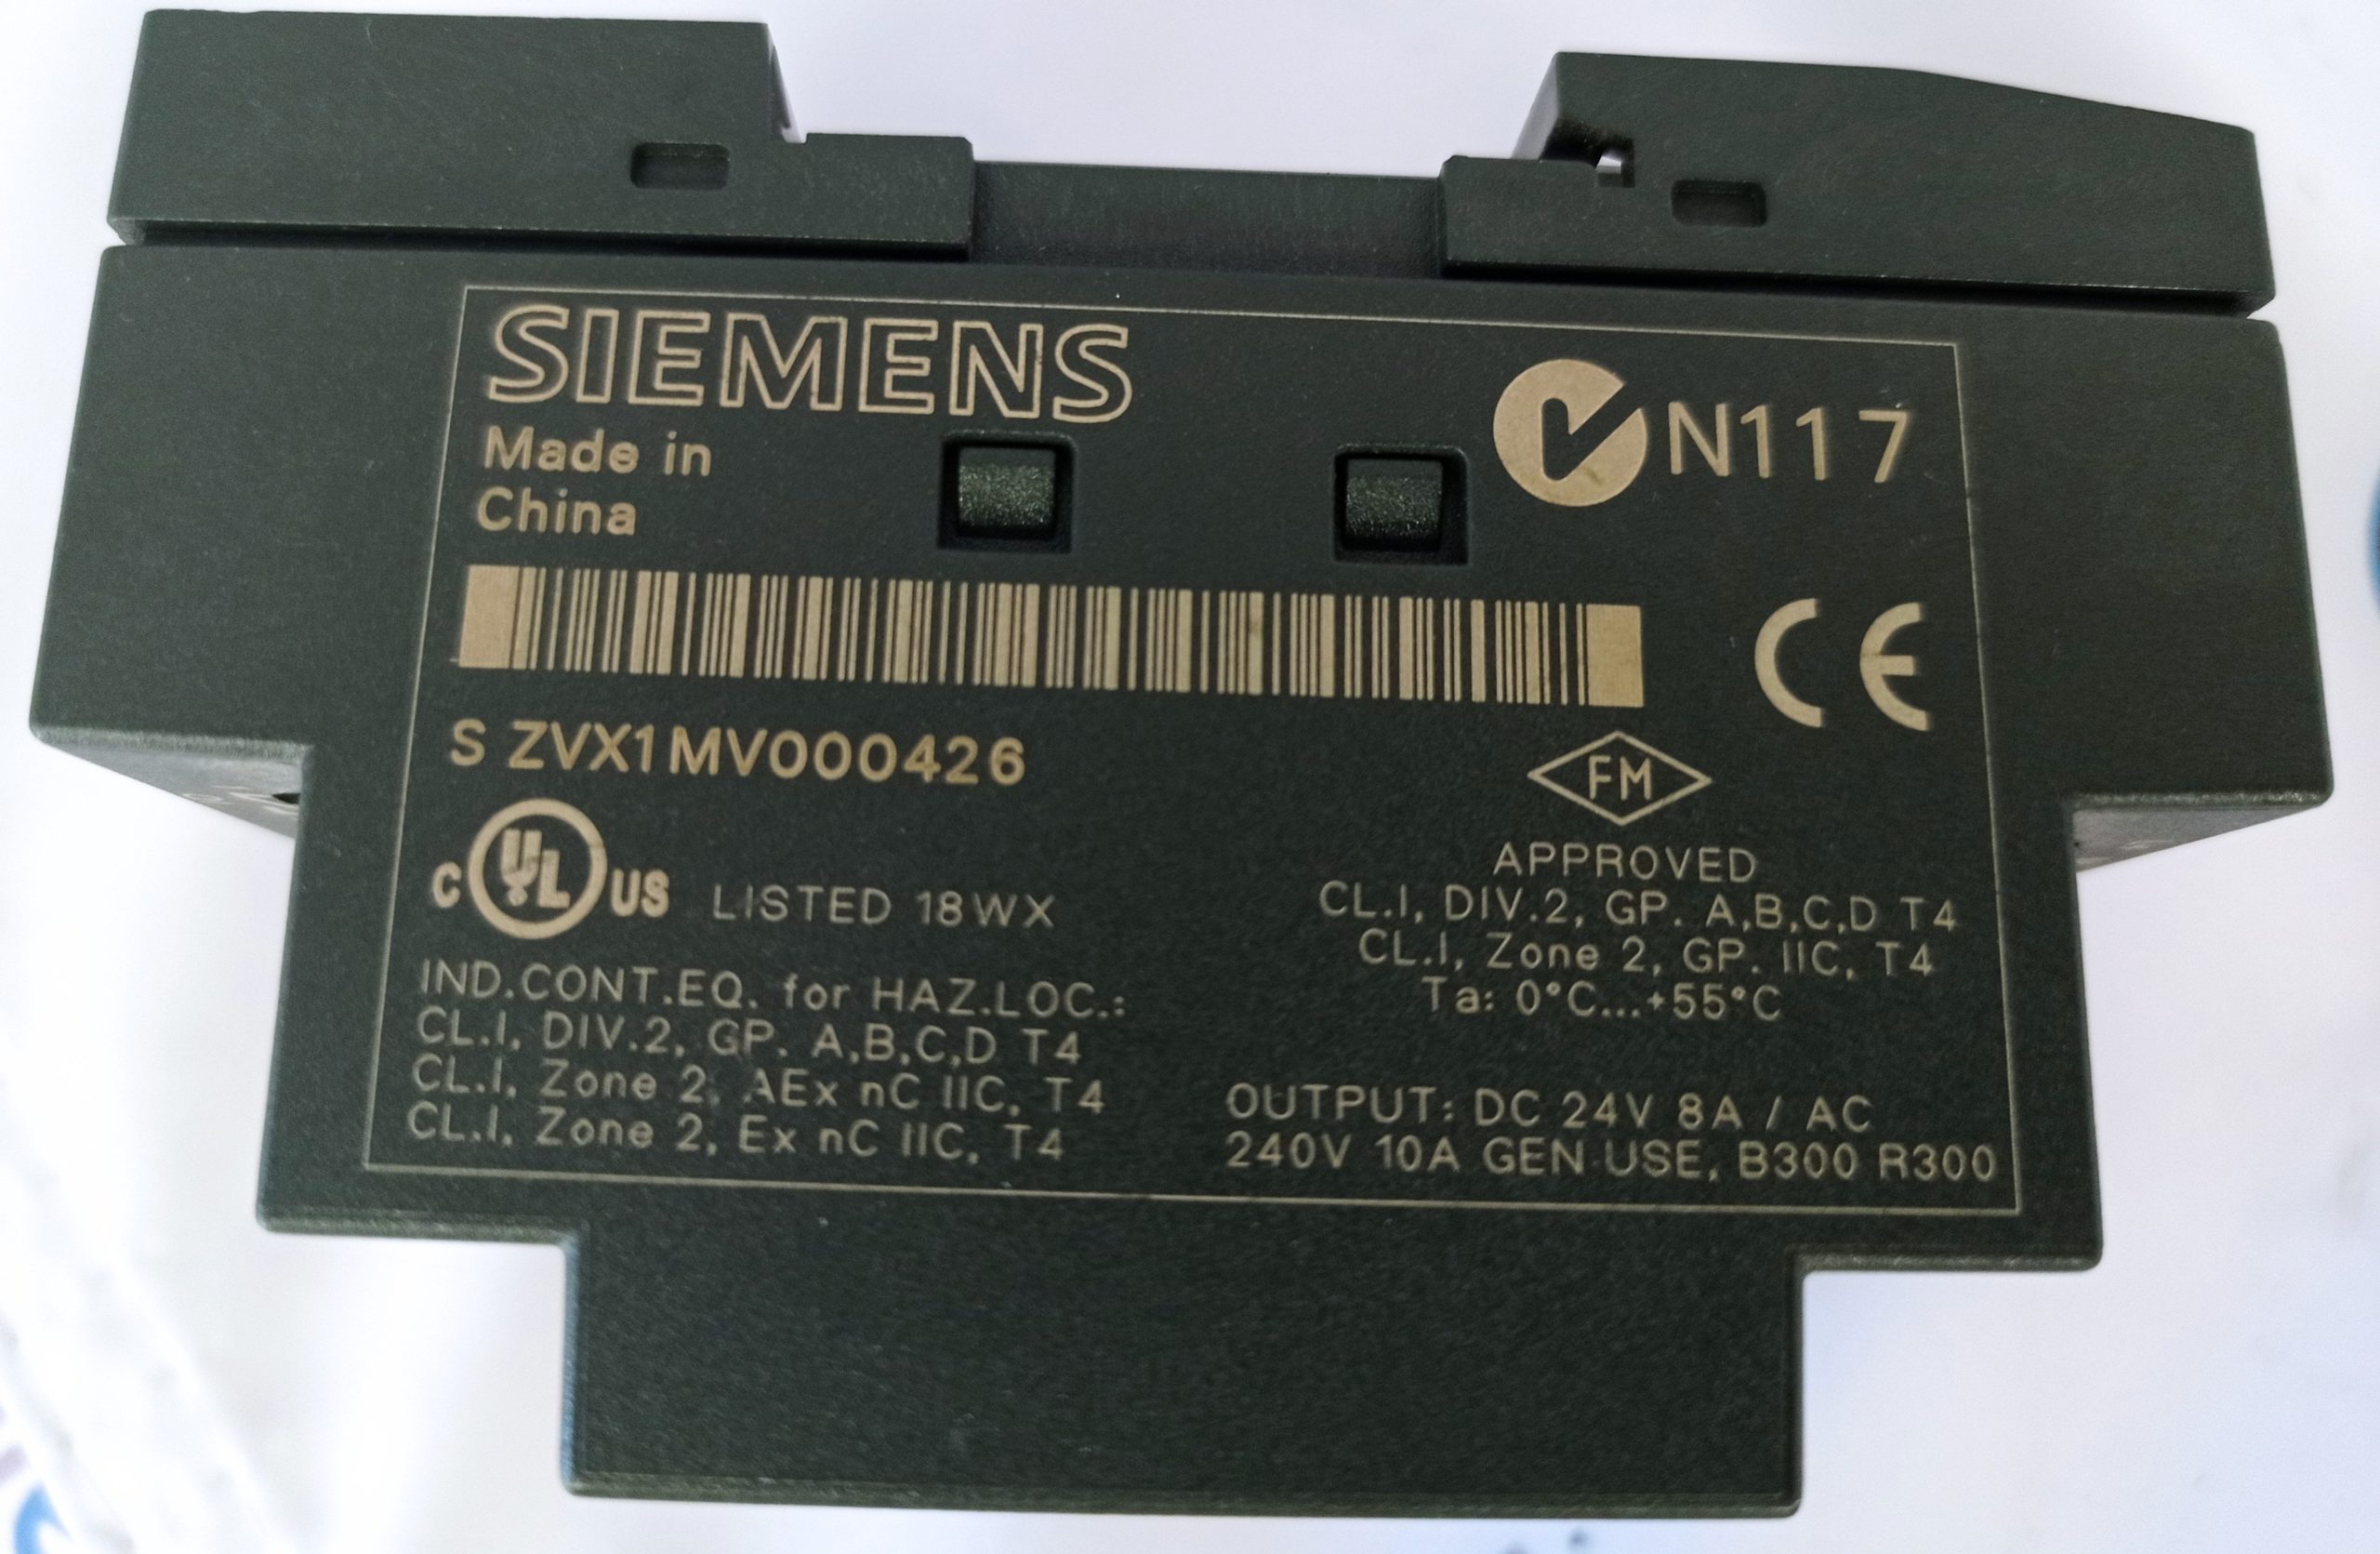 SIEMENS
N117
Made in
China
CE
S ZVX1MV000426
FM
APPROVED
CL.I, DIV.2, GP. A,B,C,D T4
CL.I, Zone 2, GP. IIC, T4
Ta: 0°C...+55°C
C UL US LISTED 18WX
IND.CONT.EQ. for HAZ.LOC.:
CL.I, DIV.2, GP. A,B,C,D T4
CL.I, Zone 2, AEx nC IIC, T4
CL.I, Zone 2, Ex nC IIC, T4
OUTPUT: DC 24V 8A / AC
240V 10A GEN USE, B300 R300